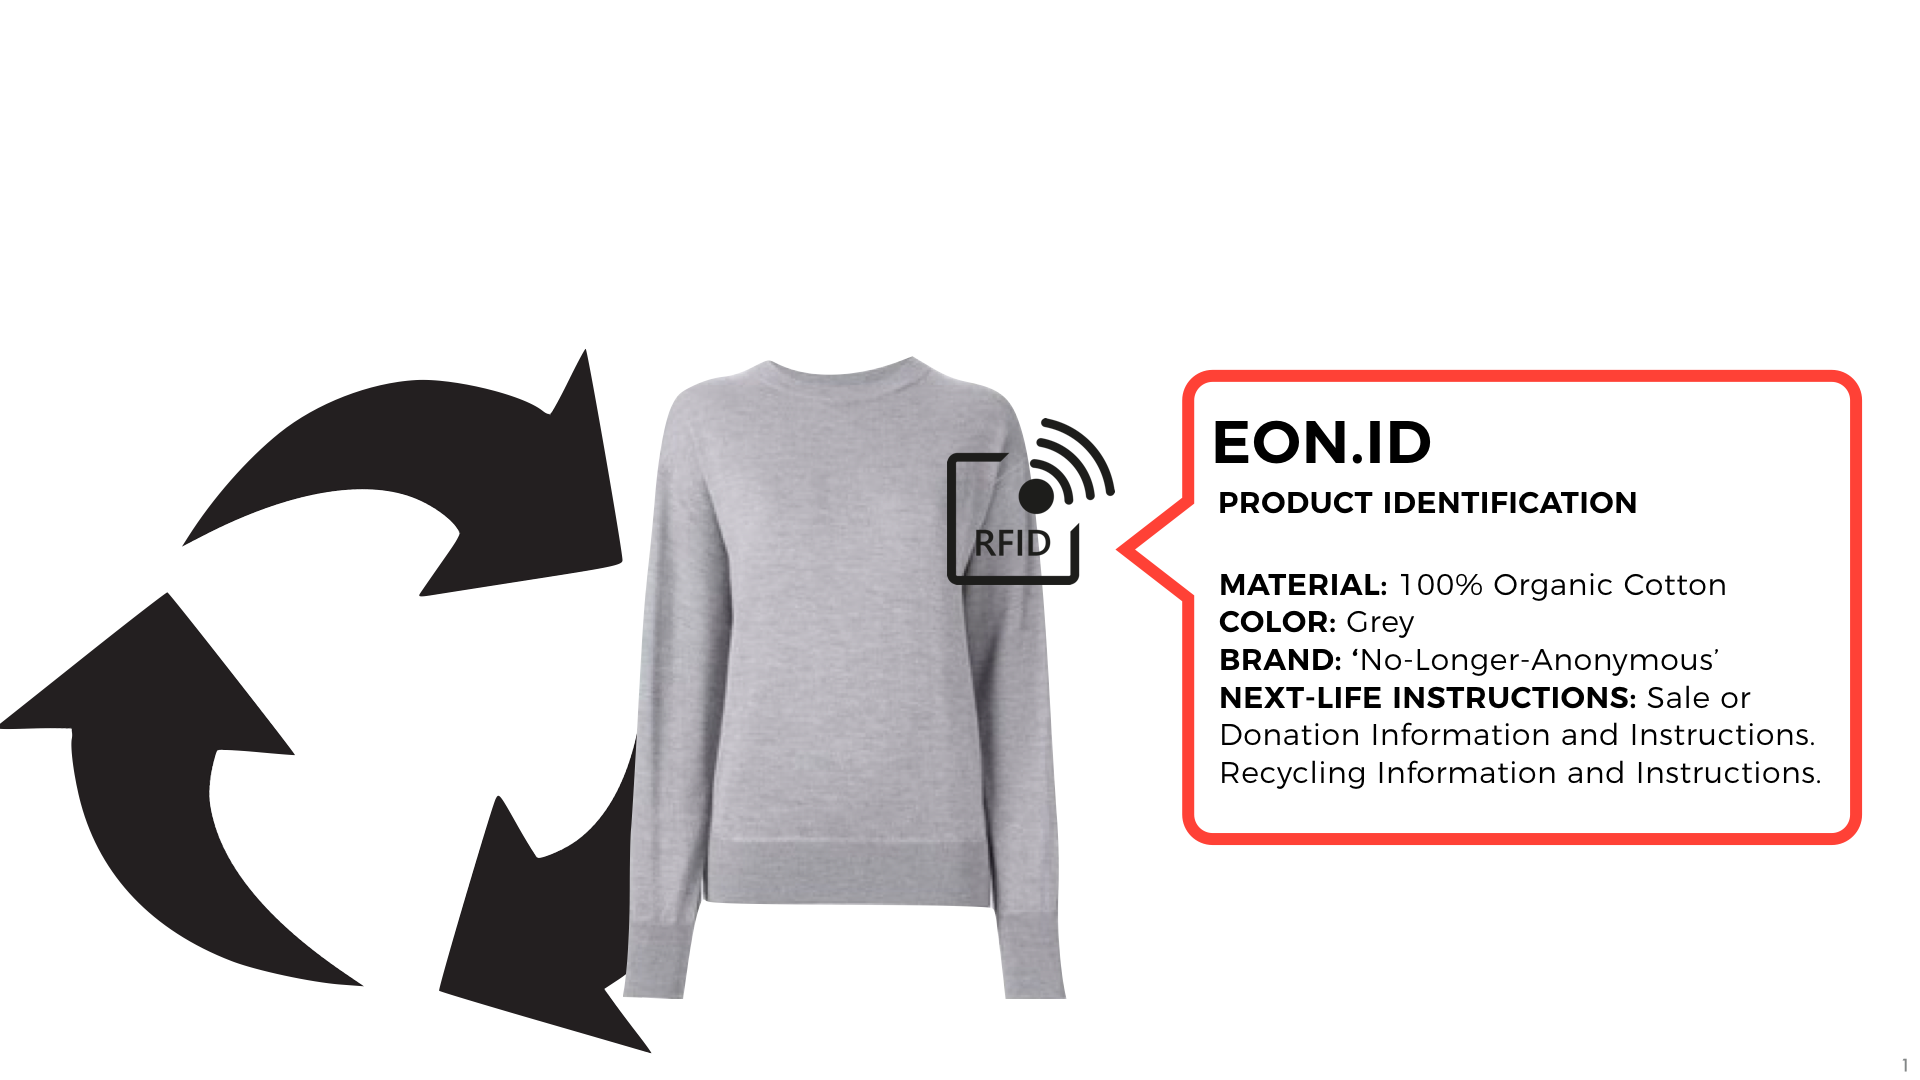 RFID
EON.ID
PRODUCT IDENTIFICATION
MATERIAL: 100% Organic Cotton
COLOR: Grey
BRAND: ‘No-Longer-Anonymous’
NEXT-LIFE INSTRUCTIONS: Sale or
Donation Information and Instructions.
Recycling Information and Instructions.
1